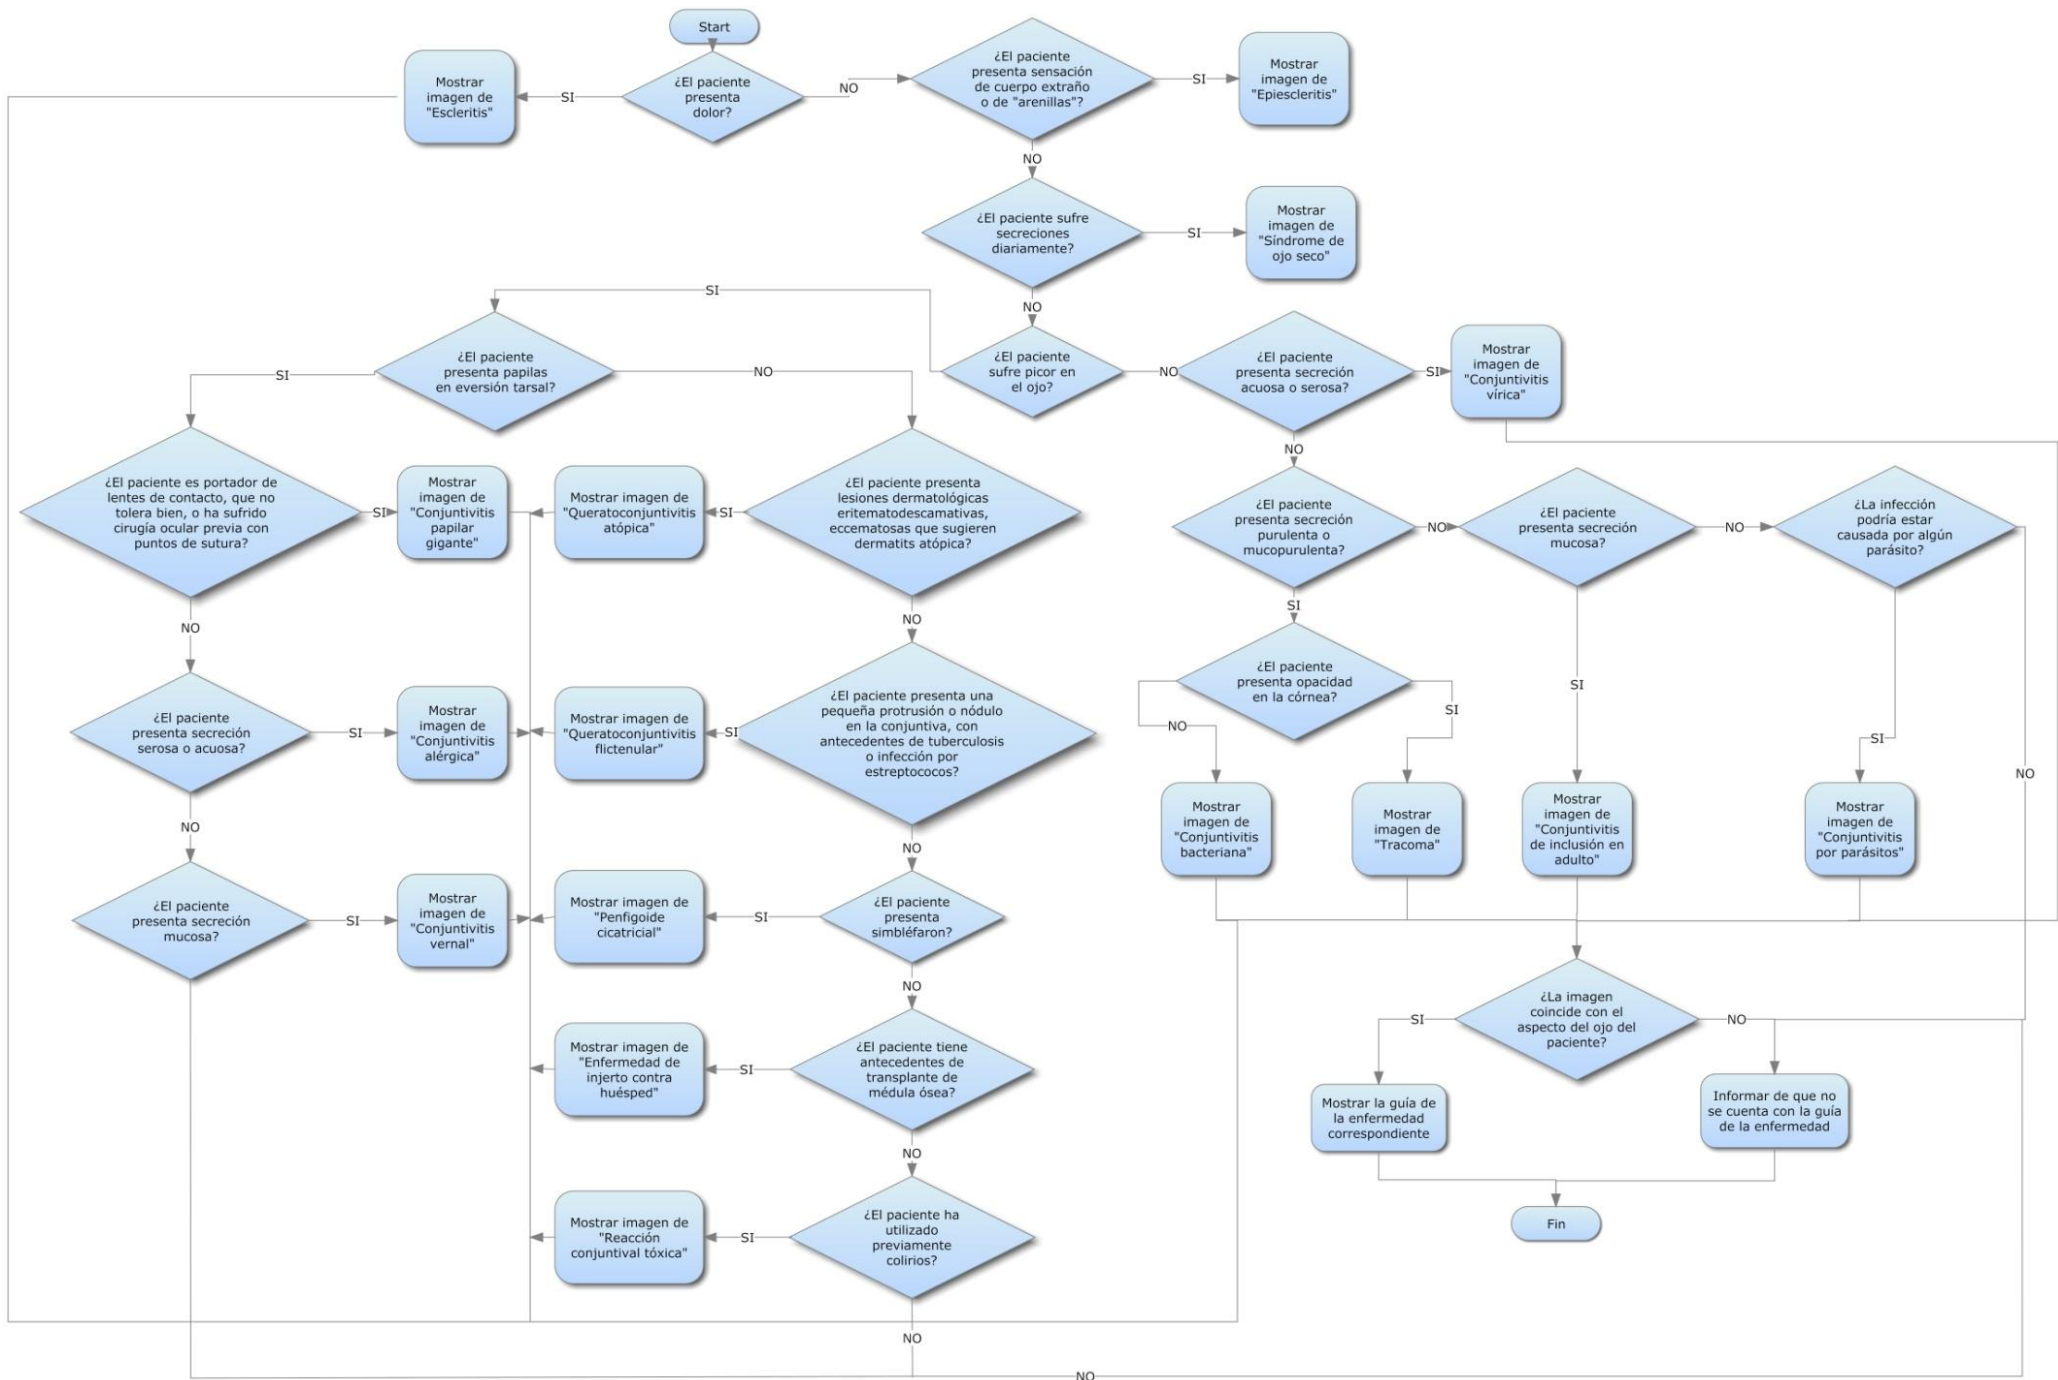 Start
¿El paciente
presenta
dolor?
SI
Mostrar
imagen de
"Escleritis"
NO
¿El paciente
presenta sensación
de cuerpo extraño
o de "arenillas"?
SI
Mostrar
imagen de
"Epiescleritis"
NO
¿El paciente sufre
secreciones
diariamente?
SI
Mostrar
imagen de
"Síndrome de
ojo seco"
NO
¿El paciente
sufre picor en
el ojo?
SI
¿El paciente
presenta papilas
en eversión tarsal?
SI
¿El paciente es portador de
lentes de contacto, que no
tolera bien, o ha sufrido
cirugía ocular previa con
puntos de sutura?
SI
Mostrar
imagen de
"Conjuntivitis
papilar
gigante"
NO
¿El paciente
presenta secreción
serosa o acuosa?
SI
Mostrar
imagen de
"Conjuntivitis
alérgica"
NO
¿El paciente
presenta secreción
mucosa?
SI
Mostrar
imagen de
"Conjuntivitis
vernal"
NO
¿El paciente presenta
lesiones dermatológicas
eritematodescamativas,
eccematosas que sugieren
dermatits atópica?
SI
Mostrar imagen de
"Queratoconjuntivitis
atópica"
NO
¿El paciente presenta una
pequeña protrusión o nódulo
en la conjuntiva, con
antecedentes de tuberculosis
o infección por
estreptococos?
SI
Mostrar imagen de
"Queratoconjuntivitis
flictenular"
NO
¿El paciente
presenta
simbléfaron?
SI
Mostrar imagen de
"Penfigoide
cicatricial"
NO
¿El paciente tiene
antecedentes de
transplante de
médula ósea?
SI
Mostrar imagen de
"Enfermedad de
injerto contra
huésped"
NO
¿El paciente ha
utilizado
previamente
colirios?
SI
Mostrar imagen de
"Reacción
conjuntival tóxica"
NO
NO
NO
¿El paciente
presenta secreción
acuosa o serosa?
SI
Mostrar
imagen de
"Conjuntivitis
vírica"
NO
¿El paciente
presenta secreción
purulenta o
mucopurulenta?
SI
¿El paciente
presenta opacidad
en la córnea?
NO
Mostrar
imagen de
"Conjuntivitis
bacteriana"
SI
Mostrar
imagen de
"Tracoma"
NO
¿El paciente
presenta secreción
mucosa?
SI
Mostrar
imagen de
"Conjuntivitis
de inclusión en
adulto"
NO
¿La infección
podría estar
causada por algún
parásito?
SI
Mostrar
imagen de
"Conjuntivitis
por parásitos"
NO
¿La imagen
coincide con el
aspecto del ojo del
paciente?
SI
Mostrar la guía de
la enfermedad
correspondiente
NO
Informar de que no
se cuenta con la guía
de la enfermedad
Fin